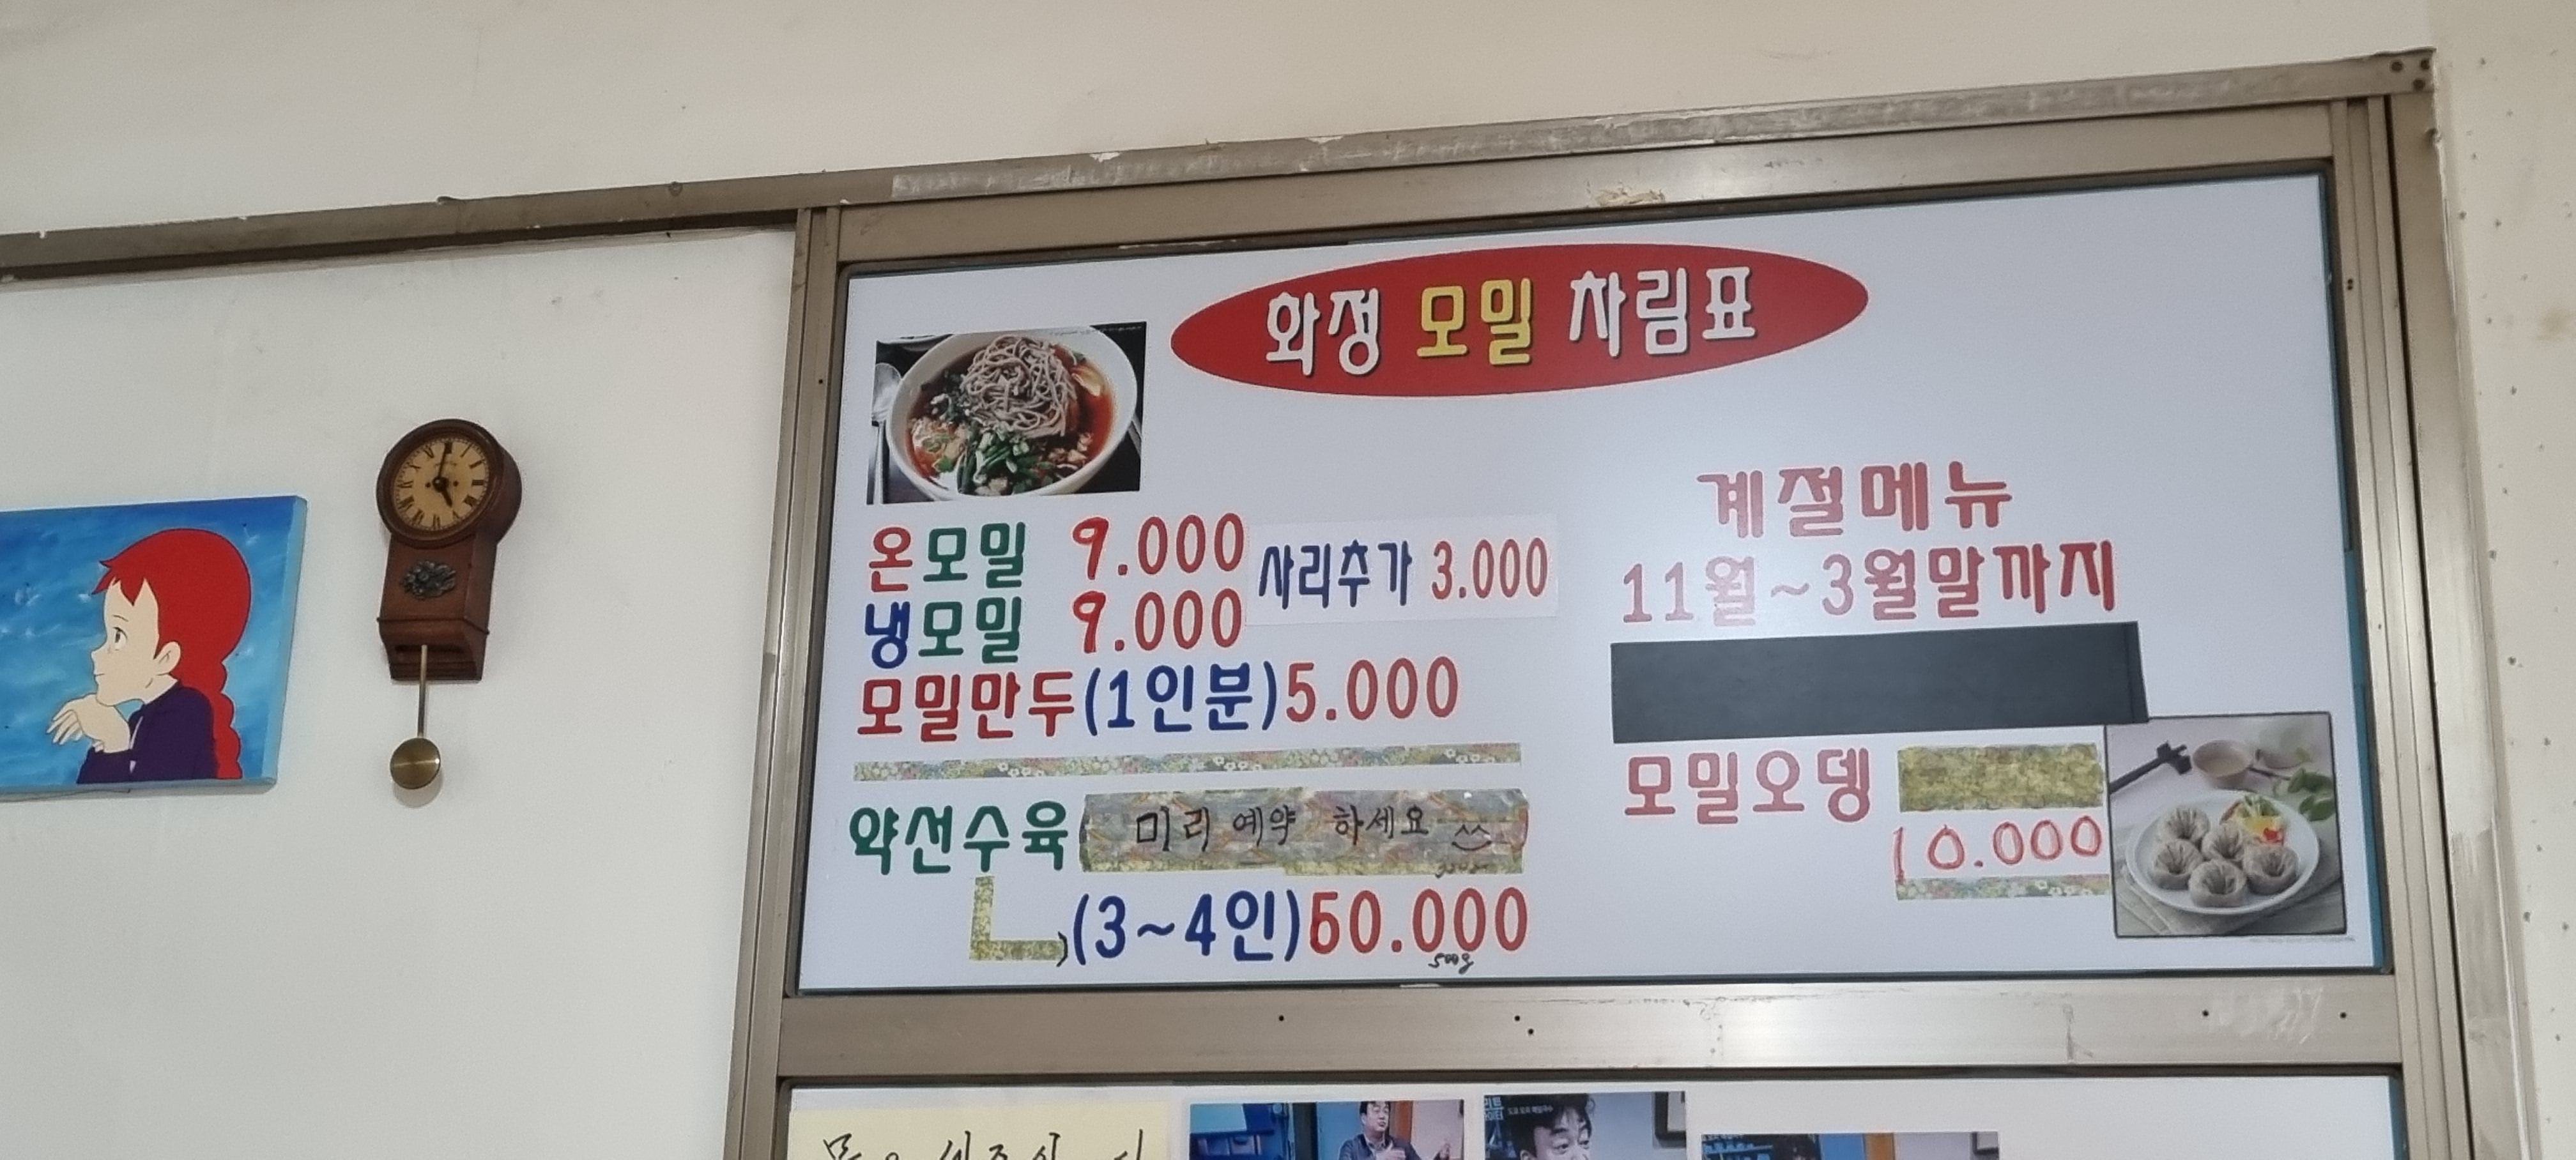 화정 모밀 차림표
온모밀 9.000
사리추가 3.000
냉모밀 9.000
모밀만두(1인분)5.000
약선수육 미리 예약 하세요
(3~4인)60.000
500g
계절메뉴
11월~3월말까지
모밀오뎅
10.000